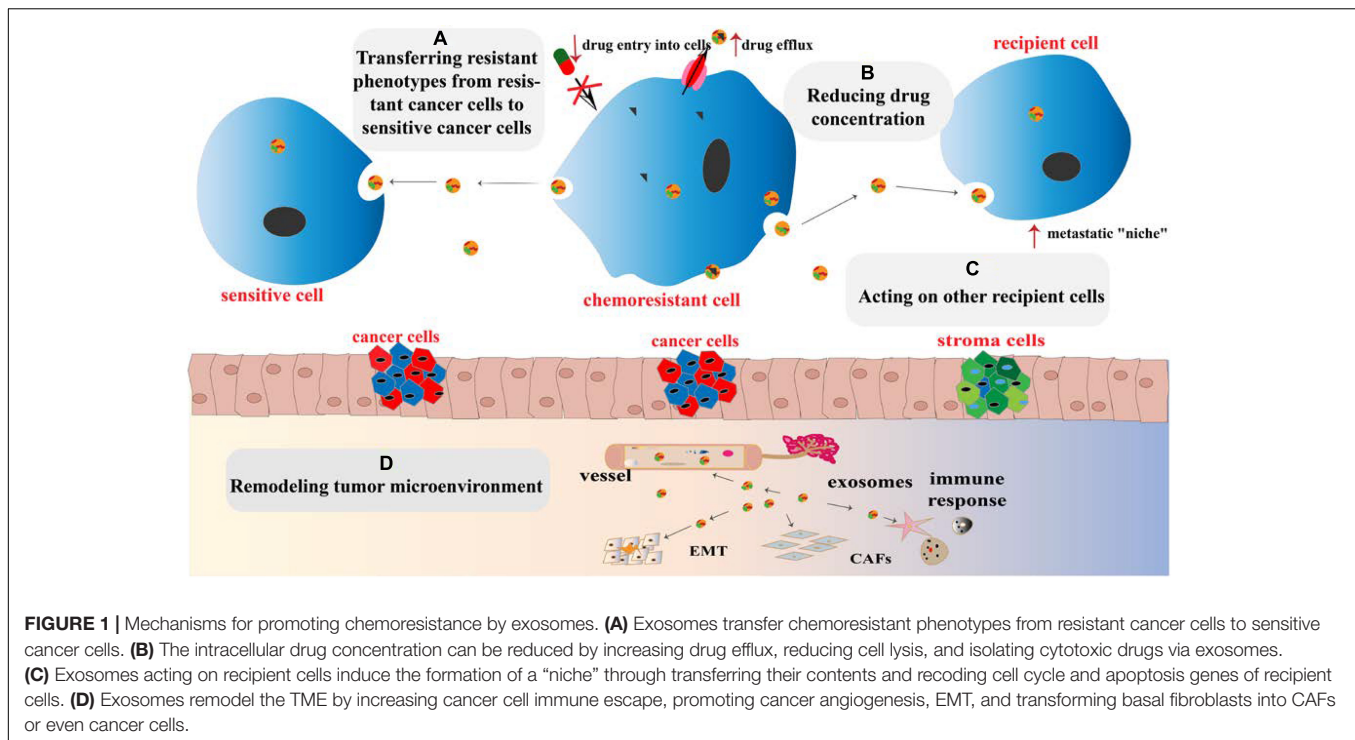 A
Transferring resistant
phenotypes from resis-
tant cancer cells to
sensitive cancer cells
drug entry into cells
drug efflux
B
Reducing drug
concentration
recipient cell
metastatic "niche"
C
Acting on other recipient cells
sensitive cell
chemoresistant cell
cancer cells
cancer cells
stroma cells
D
Remodeling tumor microenvironment
vessel
exosomes
immune
response
EMT
CAFs
FIGURE 1 | Mechanisms for promoting chemoresistance by exosomes. (A) Exosomes transfer chemoresistant phenotypes from resistant cancer cells to sensitive
cancer cells. (B) The intracellular drug concentration can be reduced by increasing drug efflux, reducing cell lysis, and isolating cytotoxic drugs via exosomes.
(C) Exosomes acting on recipient cells induce the formation of a “niche” through transferring their contents and recoding cell cycle and apoptosis genes of recipient
cells. (D) Exosomes remodel the TME by increasing cancer cell immune escape, promoting cancer angiogenesis, EMT, and transforming basal fibroblasts into CAFs
or even cancer cells.